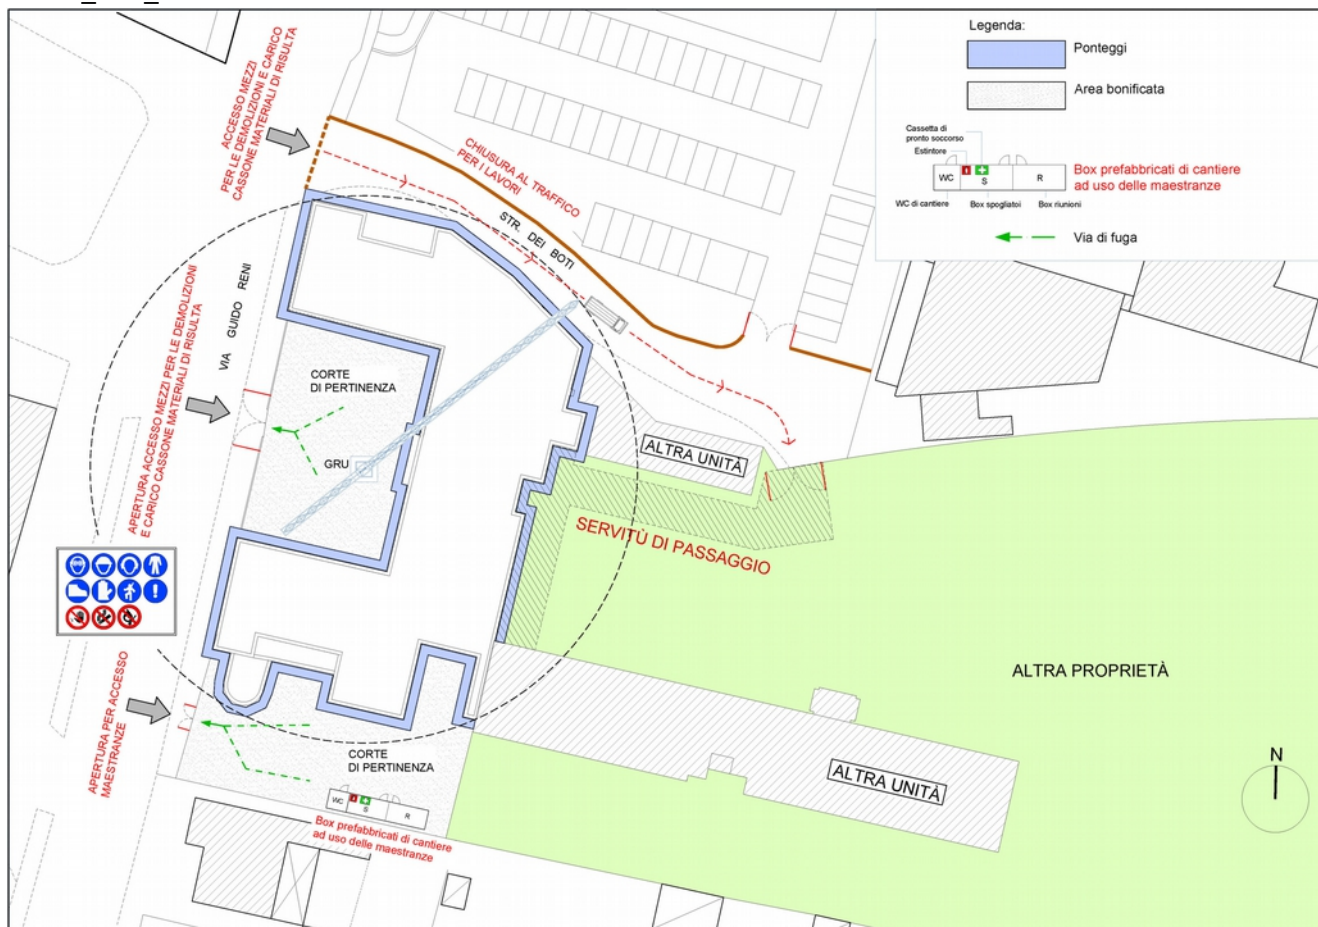 Legenda:
Ponteggi
Area bonificata
Cassetta di
pronto soccorso
Estintore
WC
S
R
Box prefabbricati di cantiere
ad uso delle maestranze
WC di cantiere
Box spogliatoi
Box riunioni
Via di fuga
ACCESSO MEZZI
PER LE DEMOLIZIONI E CARICO
CASSONE MATERIALI DI RISULTA
CHIUSURA AL TRAFFICO
PER I LAVORI
STR. DEI BOTI
VIA GUIDO RENI
APERTURA ACCESSO MEZZI PER LE DEMOLIZIONI
E CARICO CASSONE MATERIALI DI RISULTA
CORTE
DI PERTINENZA
GRU
ALTRA UNITÀ
SERVITÙ DI PASSAGGIO
ALTRA PROPRIETÀ
APERTURA PER ACCESSO
MAESTRANZE
CORTE
DI PERTINENZA
ALTRA UNITÀ
N
WC
S
R
Box prefabbricati di cantiere
ad uso delle maestranze